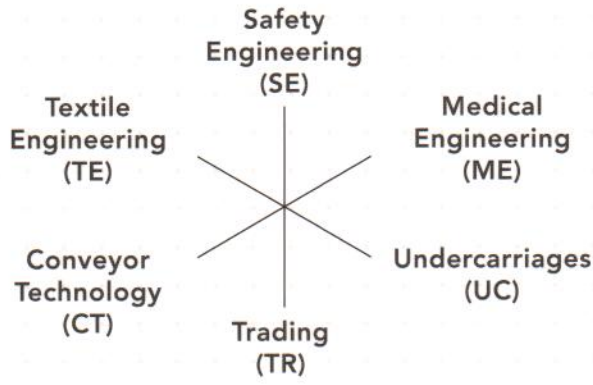 Safety
Engineering
(SE)
Textile
Engineering
(TE)
Medical
Engineering
(ME)
Conveyor
Technology
(CT)
Undercarriages
(UC)
Trading
(TR)